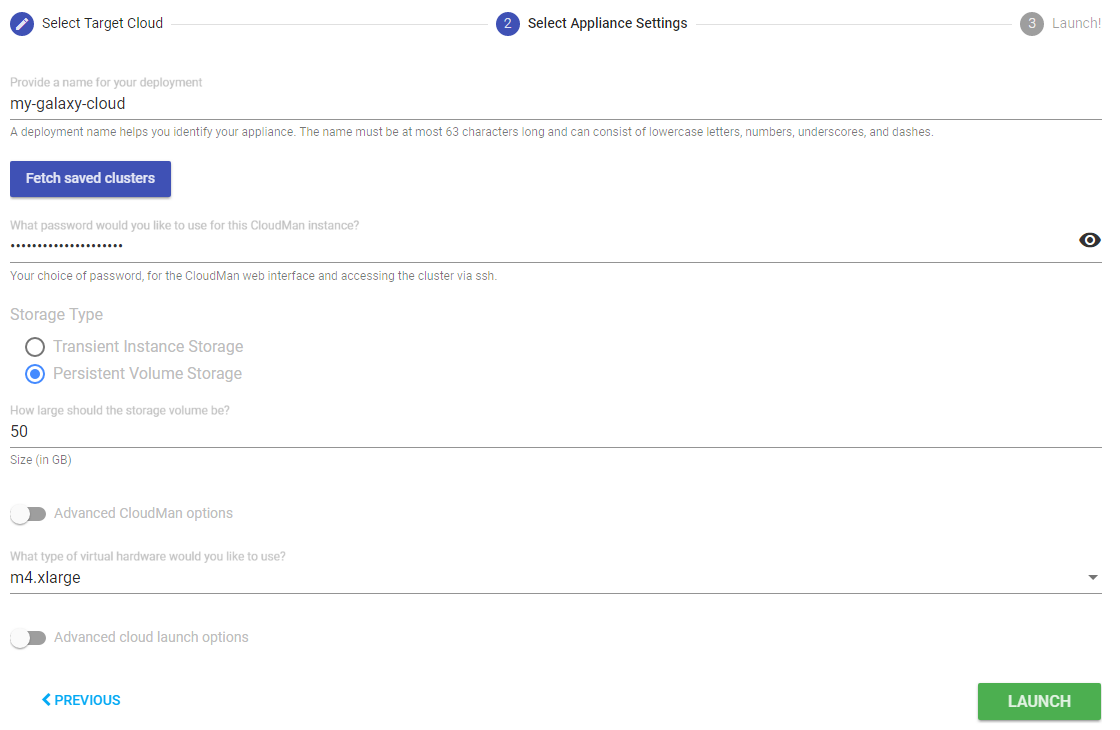 Select Target Cloud
2 Select Appliance Settings
3 Launch!
Provide a name for your deployment
my-galaxy-cloud
A deployment name helps you identify your appliance. The name must be at most 63 characters long and can consist of lowercase letters, numbers, underscores, and dashes.
Fetch saved clusters
What password would you like to use for this CloudMan instance?
•••••••••••••••••••••
Your choice of password, for the CloudMan web interface and accessing the cluster via ssh.
Storage Type
Transient Instance Storage
Persistent Volume Storage
How large should the storage volume be?
50
Size (in GB)
Advanced CloudMan options
What type of virtual hardware would you like to use?
m4.xlarge
Advanced cloud launch options
PREVIOUS
LAUNCH